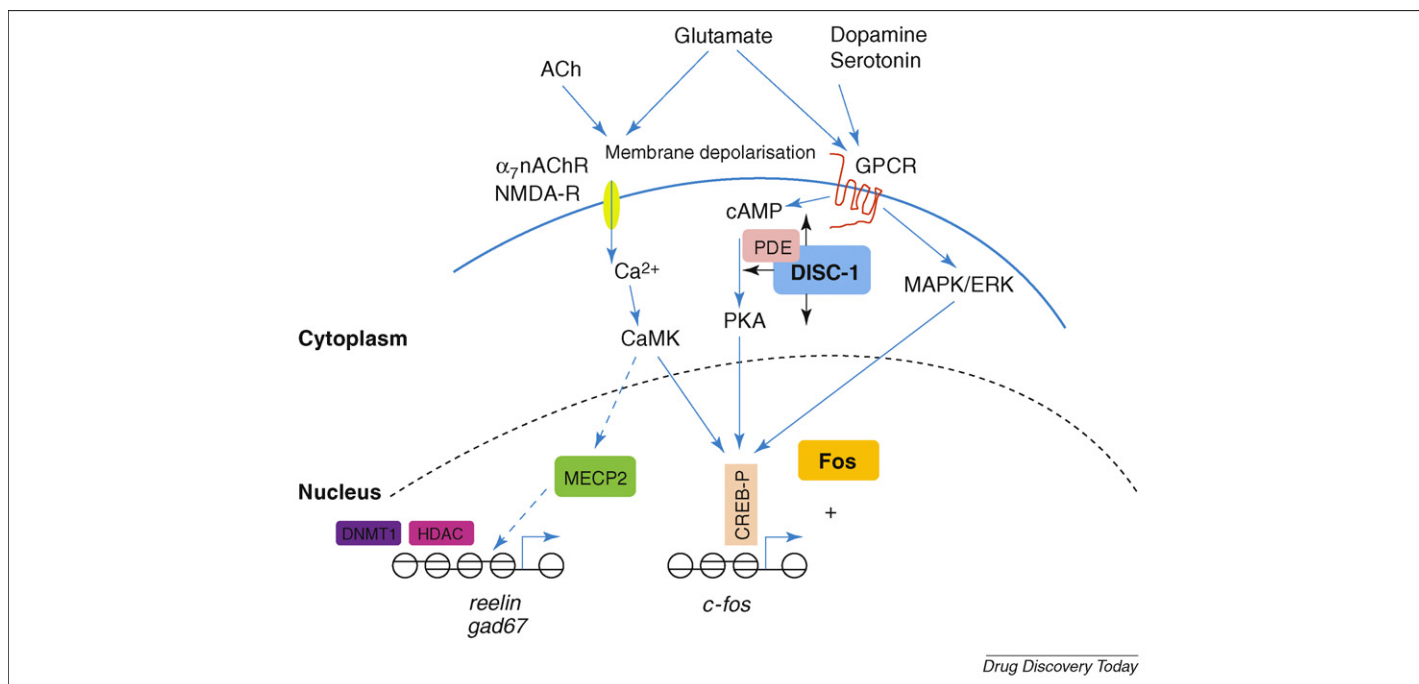 Glutamate
Dopamine
Serotonin
ACh
Membrane depolarisation
α₇nAChR
NMDA-R
GPCR
cAMP
PDE
DISC-1
Ca²⁺
MAPK/ERK
PKA
CaMK
Cytoplasm
Fos
MECP2
Nucleus
CREB-P
+
DNMT1
HDAC
reelin
gad67
c-fos
Drug Discovery Today